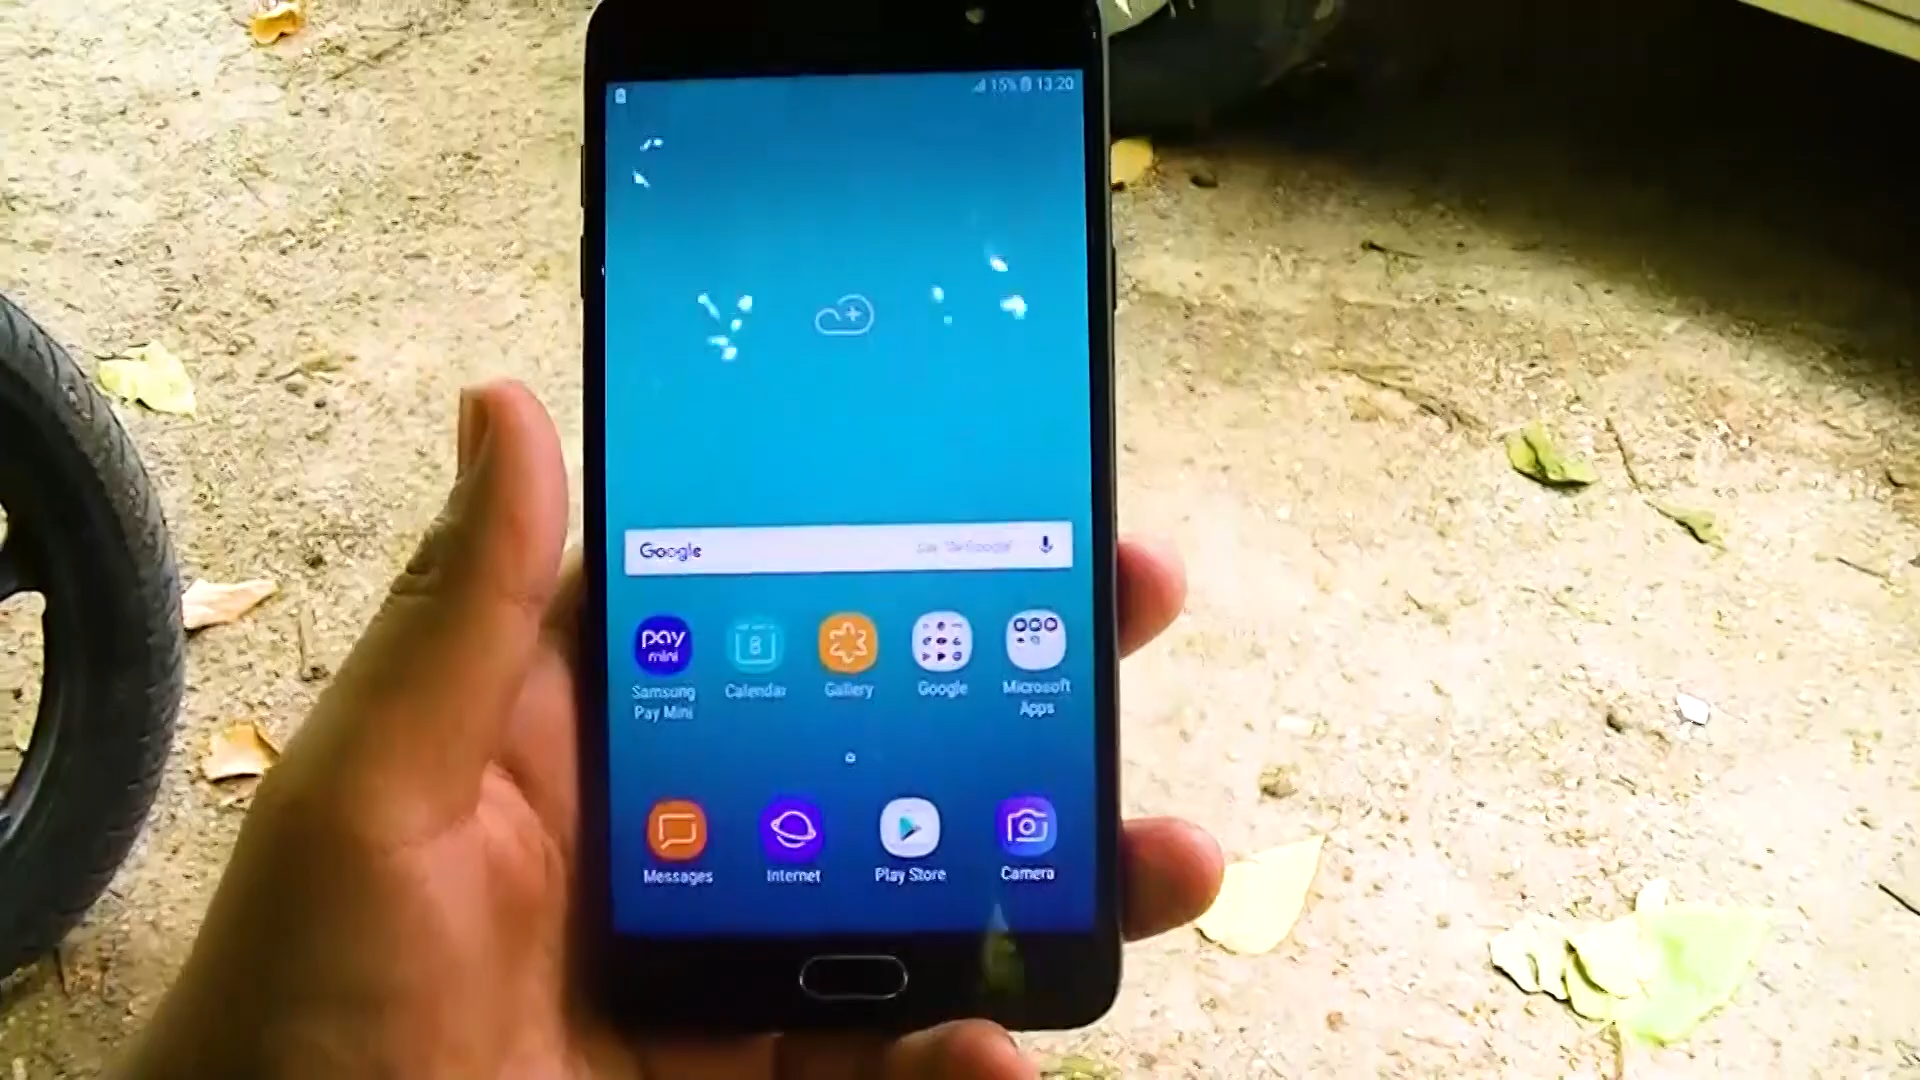 15% 13:20
Google
pay
mini
8
Samsung
Pay Mini
Calendar
Gallery
Google
Microsoft
Apps
Messages
Internet
Play Store
Camera